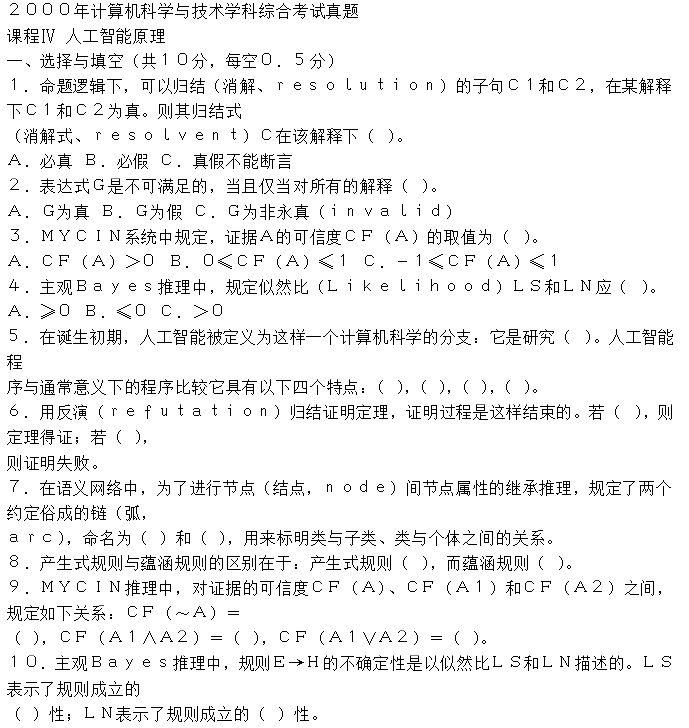 ２０００年计算机科学与技术学科综合考试真题
课程Ⅳ 人工智能原理
一、选择与填空（共１０分，每空０．５分）
１．命题逻辑下，可以归结（消解、ｒｅｓｏｌｕｔｉｏｎ）的子句Ｃ１和Ｃ２，在某解释
下Ｃ１和Ｃ２为真。则其归结式
（消解式、ｒｅｓｏｌｖｅｎｔ）Ｃ在该解释下（ ）。
Ａ．必真 Ｂ．必假 Ｃ．真假不能断言
２．表达式Ｇ是不可满足的，当且仅当对所有的解释（ ）。
Ａ．Ｇ为真 Ｂ．Ｇ为假 Ｃ．Ｇ为非永真（ｉｎｖａｌｉｄ）
３．ＭＹＣＩＮ系统中规定，证据Ａ的可信度ＣＦ（Ａ）的取值为（ ）。
Ａ．ＣＦ（Ａ）＞０ Ｂ．０≤ＣＦ（Ａ）≤１ Ｃ．－１≤ＣＦ（Ａ）≤１
４．主观Ｂａｙｅｓ推理中，规定似然比（Ｌｉｋｅｌｉｈｏｏｄ）ＬＳ和ＬＮ应（ ）。
Ａ．≥０ Ｂ．≤０ Ｃ．＞０
５．在诞生初期，人工智能被定义为这样一个计算机科学的分支：它是研究（ ）。人工智能
程
序与通常意义下的程序比较它具有以下四个特点：（ ），（ ），（ ），（ ）。
６．用反演（ｒｅｆｕｔａｔｉｏｎ）归结证明定理，证明过程是这样结束的。若（ ），则
定理得证；若（ ），
则证明失败。
７．在语义网络中，为了进行节点（结点，ｎｏｄｅ）间节点属性的继承推理，规定了两个
约定俗成的链（弧，
ａｒｃ），命名为（ ）和（ ），用来标明类与子类、类与个体之间的关系。
８．产生式规则与蕴涵规则的区别在于：产生式规则（ ），而蕴涵规则（ ）。
９．ＭＹＣＩＮ推理中，对证据的可信度ＣＦ（Ａ）、ＣＦ（Ａ１）和ＣＦ（Ａ２）之间，
规定如下关系：ＣＦ（～Ａ）＝
（ ），ＣＦ（Ａ１∧Ａ２）＝（ ），ＣＦ（Ａ１∨Ａ２）＝（ ）。
１０．主观Ｂａｙｅｓ推理中，规则Ｅ→Ｈ的不确定性是以似然比ＬＳ和ＬＮ描述的。ＬＳ
表示了规则成立的
（ ）性；ＬＮ表示了规则成立的（ ）性。